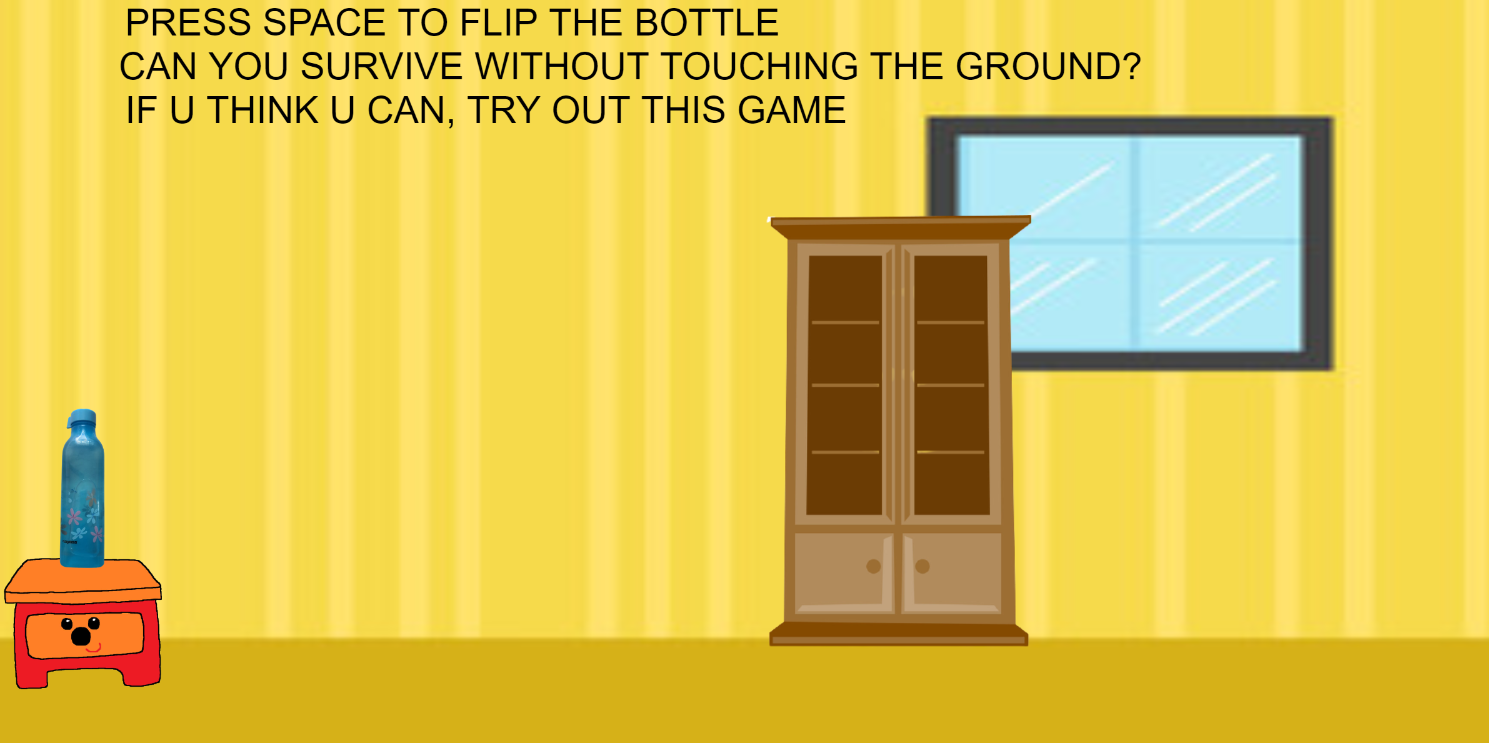 PRESS SPACE TO FLIP THE BOTTLE
CAN YOU SURVIVE WITHOUT TOUCHING THE GROUND?
IF U THINK U CAN, TRY OUT THIS GAME